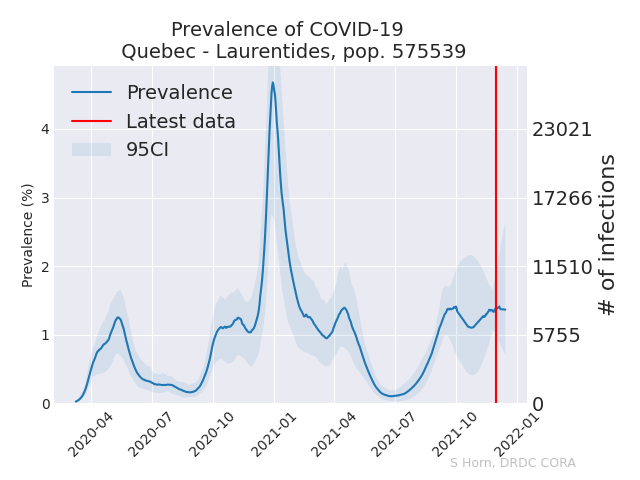 Prevalence of COVID-19
Quebec - Laurentides, pop. 575539
Prevalence
Latest data
95CI
Prevalence (%)
4
3
2
1
0
23021
17266
11510
5755
0
# of infections
2020-04
2020-07
2020-10
2021-01
2021-04
2021-07
2021-10
2022-01
S Horn, DRDC CORA